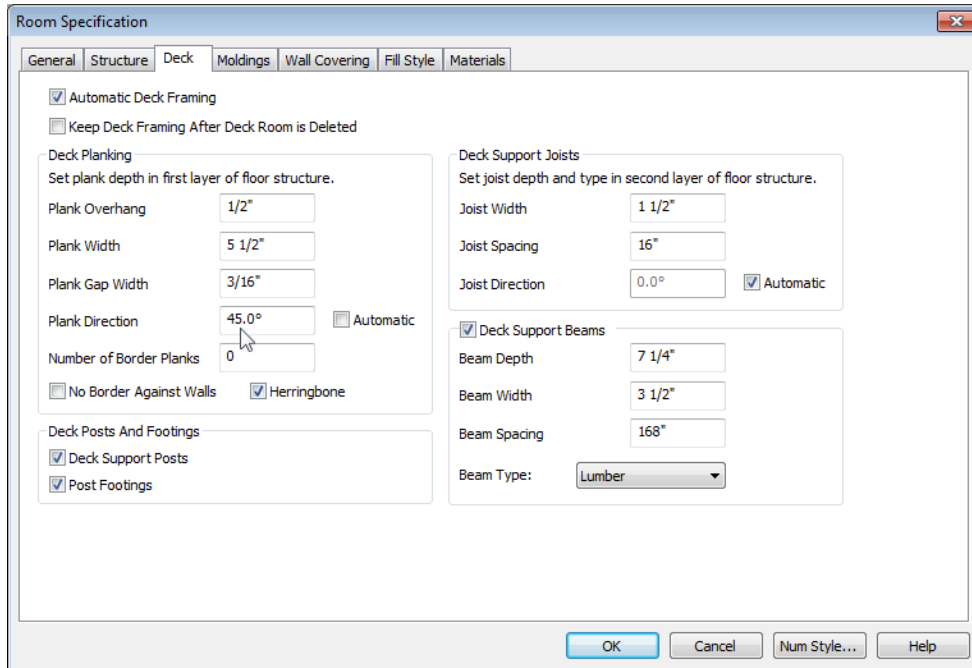 Room Specification
General Structure Deck Moldings Wall Covering Fill Style Materials
Automatic Deck Framing
Keep Deck Framing After Deck Room is Deleted
Deck Planking
Set plank depth in first layer of floor structure.
Plank Overhang 1/2"
Plank Width 5 1/2"
Plank Gap Width 3/16"
Plank Direction 45.0° Automatic
Number of Border Planks 0
No Border Against Walls Herringbone
Deck Posts And Footings
Deck Support Posts
Post Footings
Deck Support Joists
Set joist depth and type in second layer of floor structure.
Joist Width 1 1/2"
Joist Spacing 16"
Joist Direction 0.0° Automatic
Deck Support Beams
Beam Depth 7 1/4"
Beam Width 3 1/2"
Beam Spacing 168"
Beam Type: Lumber
OK Cancel Num Style... Help